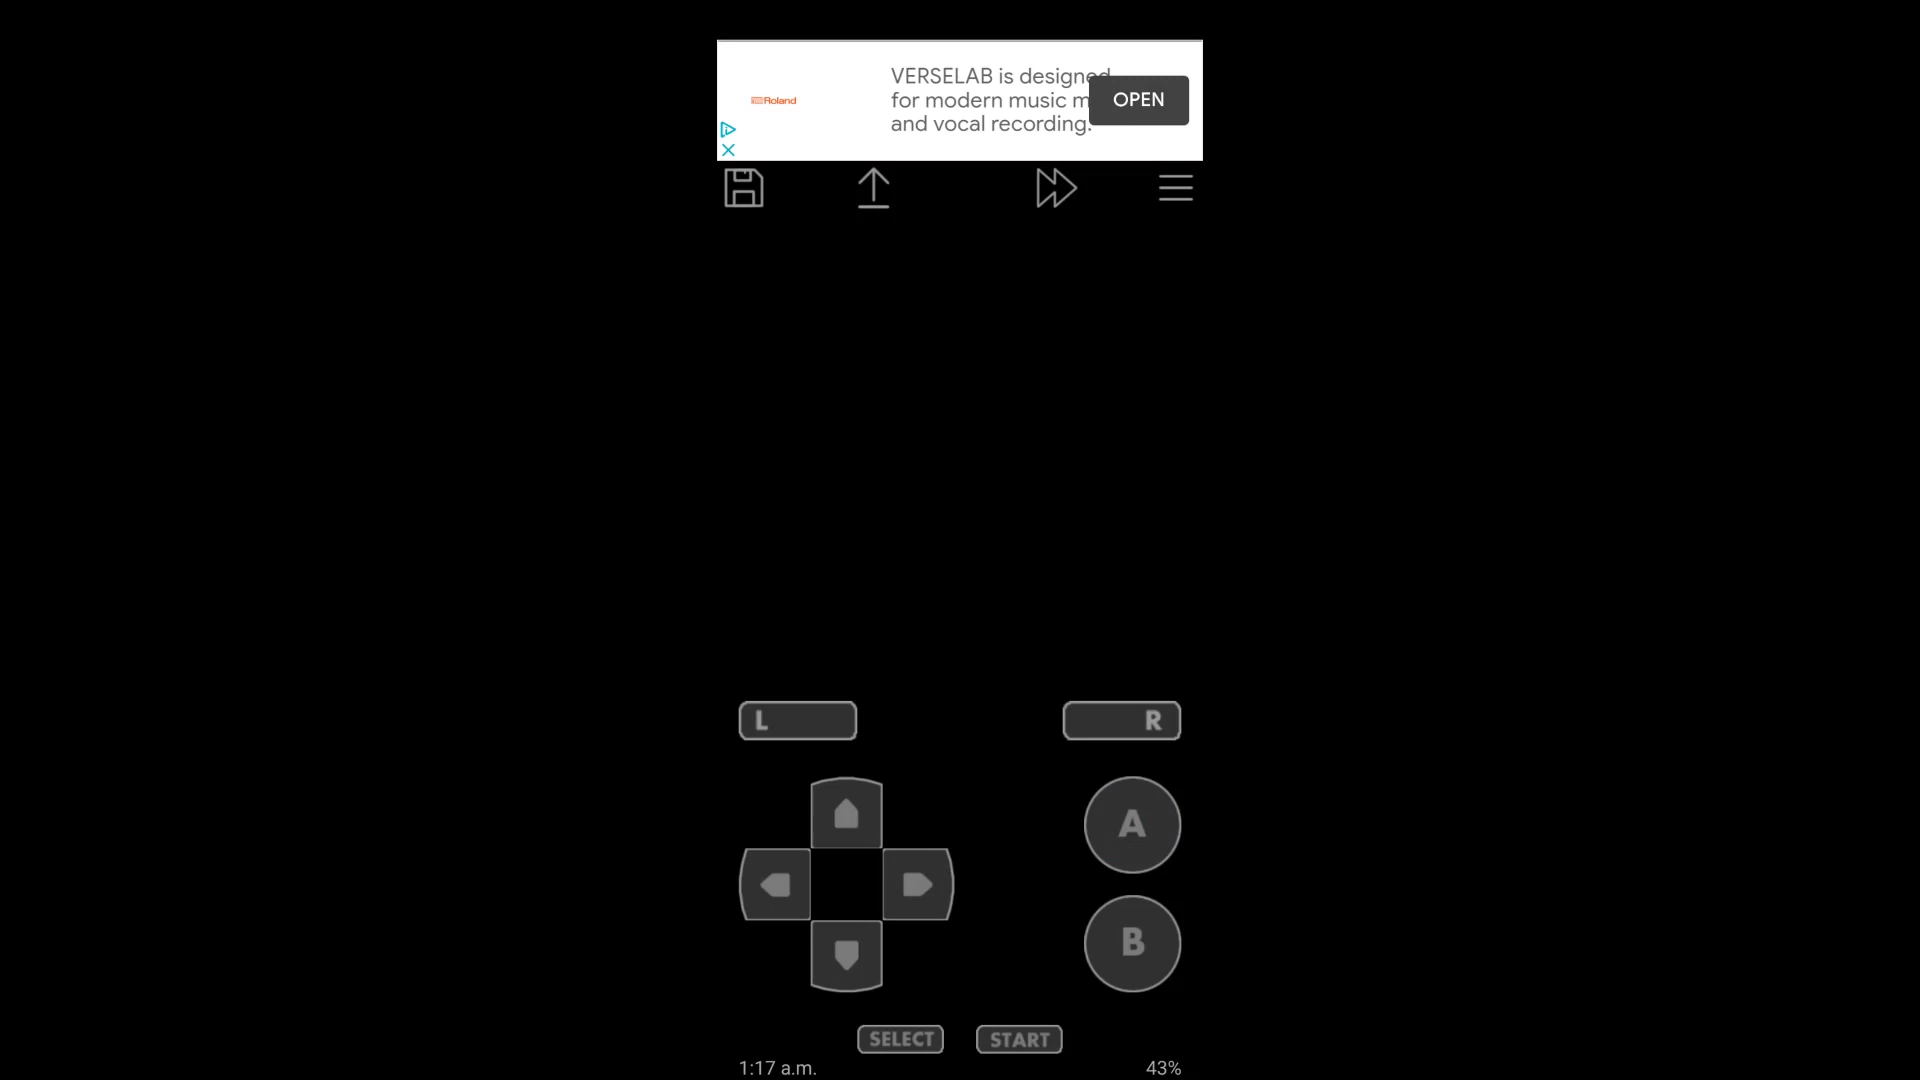 VERSELAB is designed
for modern music m
and vocal recording.
Roland
OPEN
L
R
A
B
SELECT
START
1:17 a.m.
43%